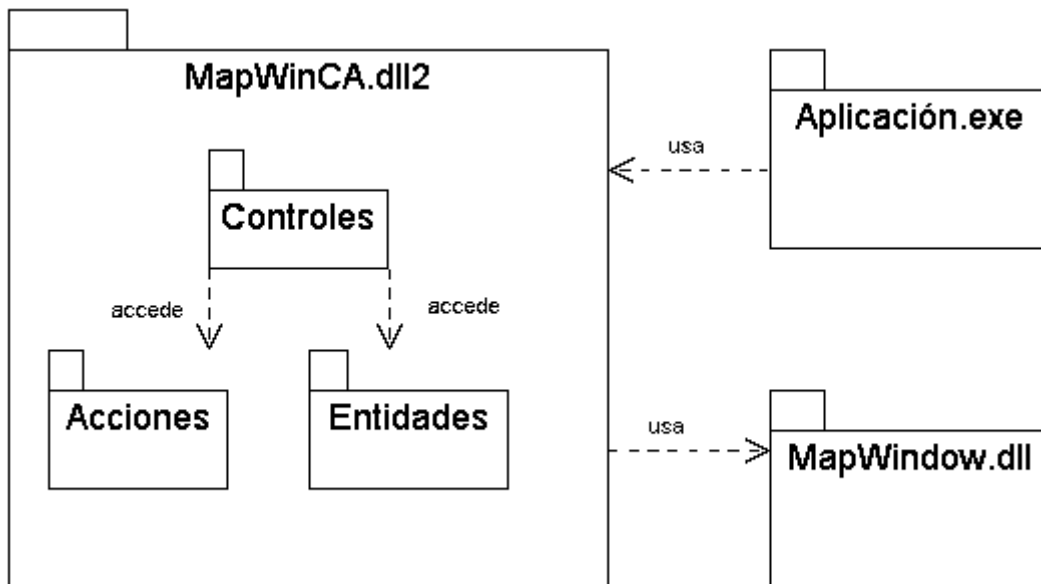 MapWinCA.dll2
Aplicación.exe
usa
Controles
accede
accede
Acciones
Entidades
usa
MapWindow.dll